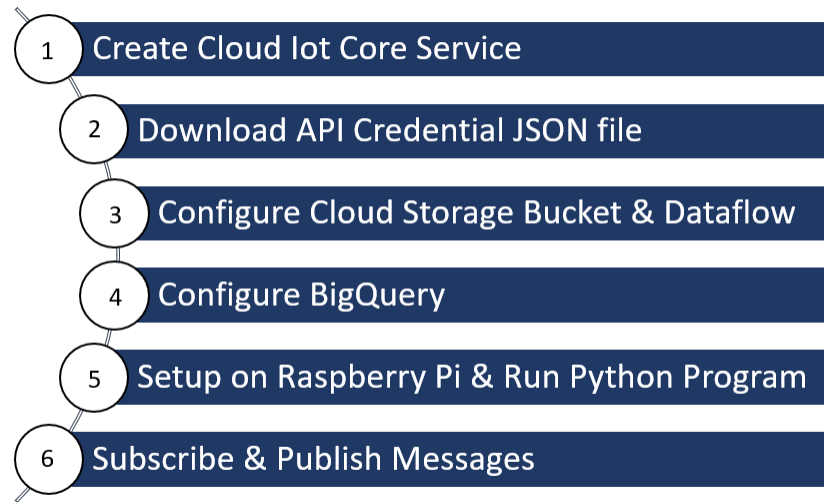 1 Create Cloud Iot Core Service
2 Download API Credential JSON file
3 Configure Cloud Storage Bucket & Dataflow
4 Configure BigQuery
5 Setup on Raspberry Pi & Run Python Program
6 Subscribe & Publish Messages